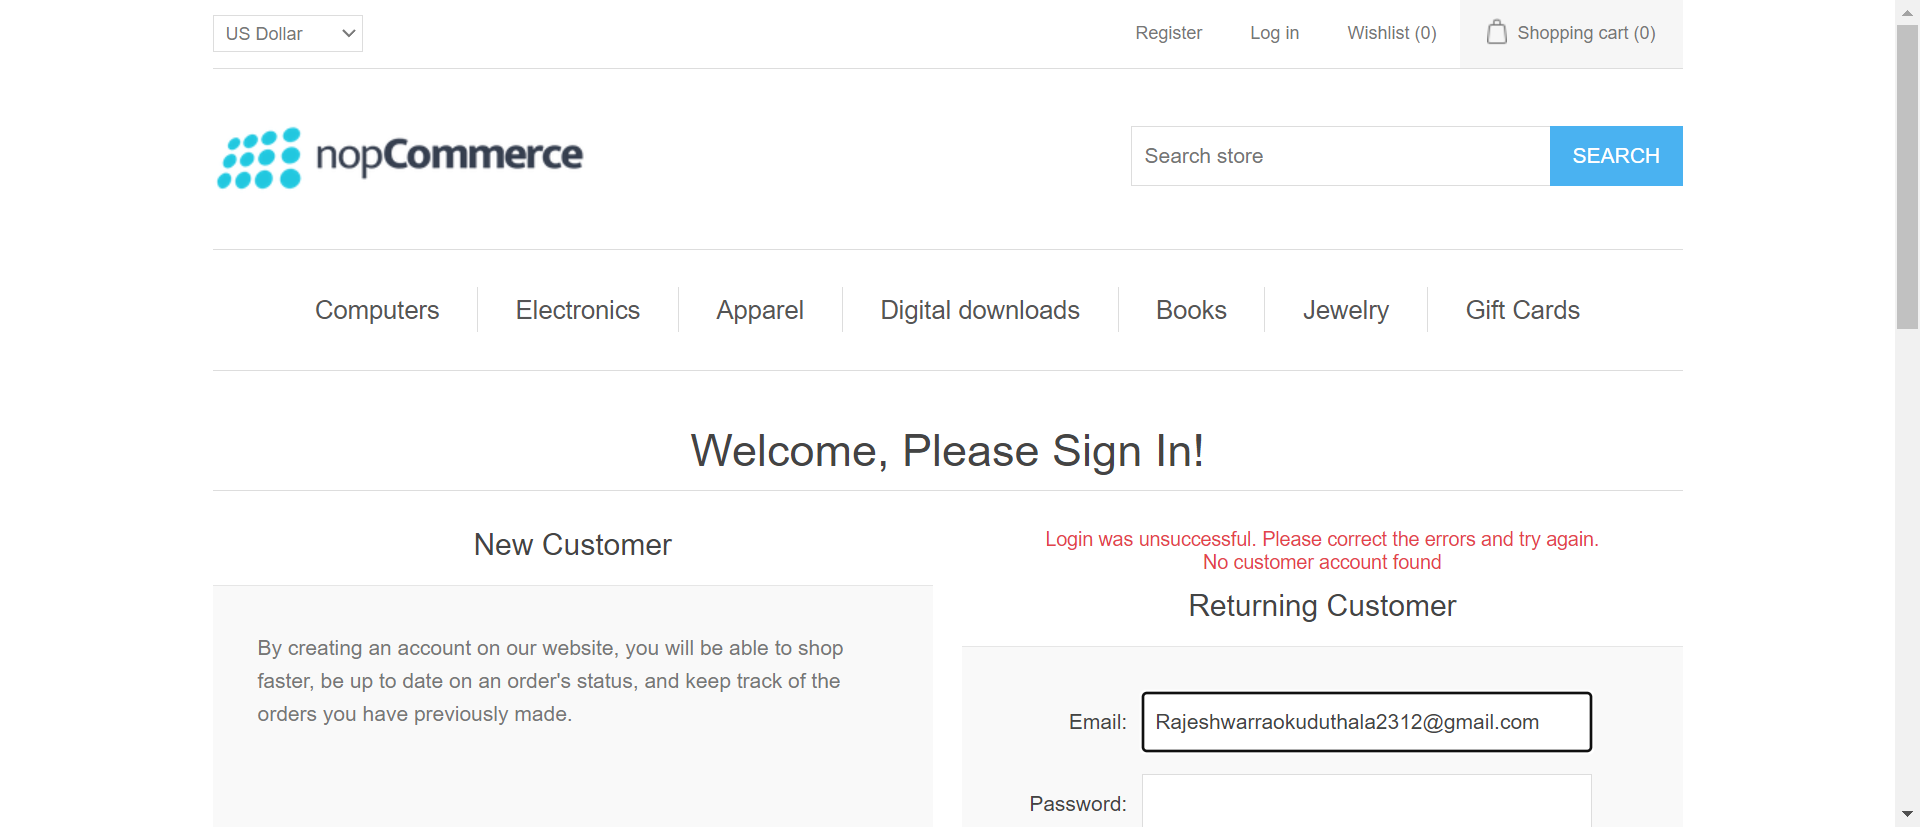 US Dollar
Register Log in Wishlist (0) Shopping cart (0)
nopCommerce
Search store SEARCH
Computers Electronics Apparel Digital downloads Books Jewelry Gift Cards
Welcome, Please Sign In!
New Customer
By creating an account on our website, you will be able to shop
faster, be up to date on an order's status, and keep track of the
orders you have previously made.
Login was unsuccessful. Please correct the errors and try again.
No customer account found
Returning Customer
Email: Rajeshwarraokuduthala2312@gmail.com
Password: